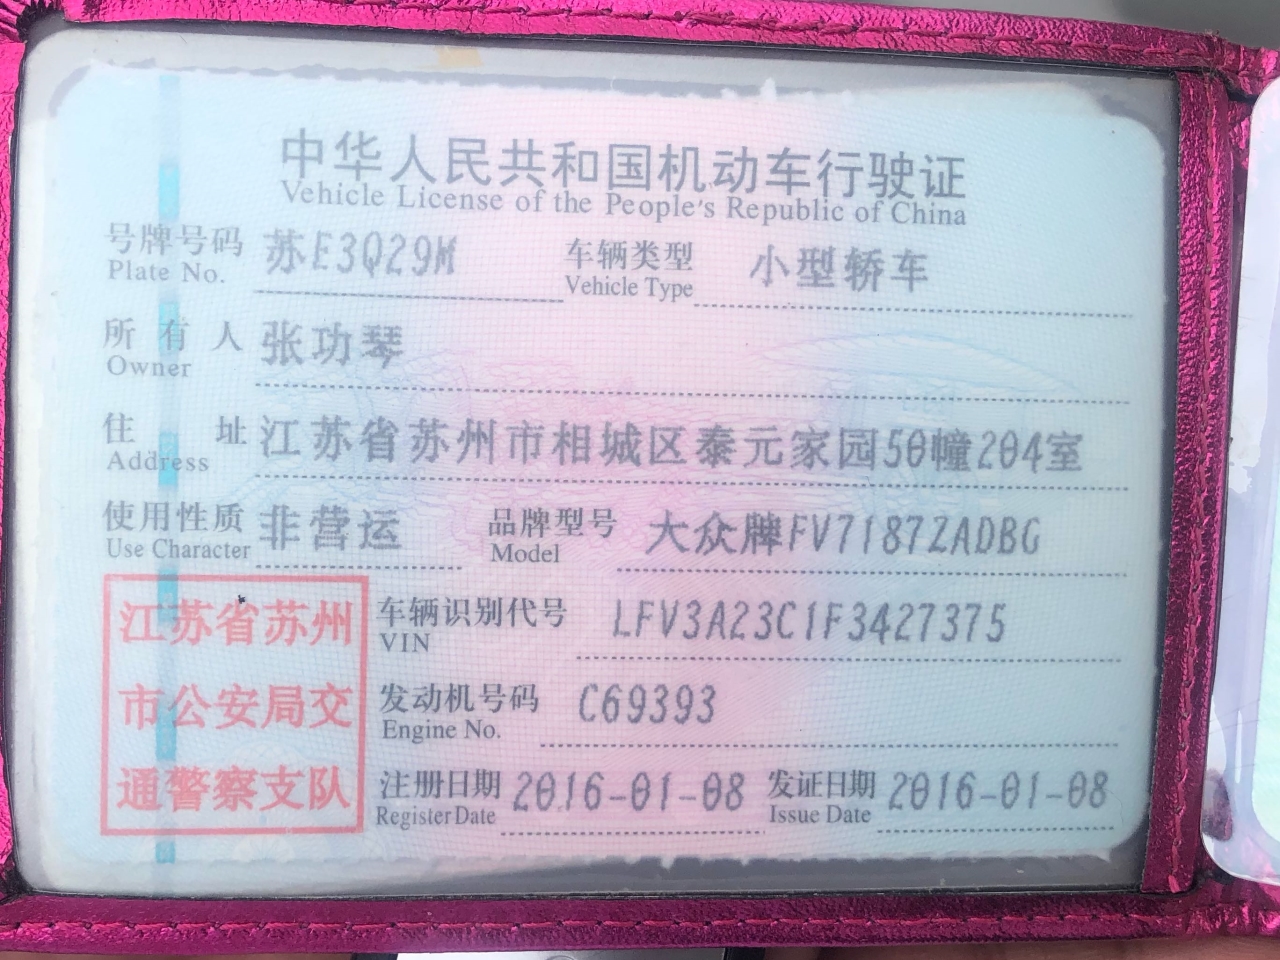 中华人民共和国机动车行驶证
Vehicle License of the People's Republic of China
号牌号码 苏E3Q29M 车辆类型 小型轿车
Plate No. Vehicle Type
所有人 张功琴
Owner
住址 江苏省苏州市相城区泰元家园50幢204室
Address
使用性质 非营运 品牌型号 大众牌FV7187ZADBG
Use Character Model
江苏省苏州
市公安局交
通警察支队
车辆识别代号 LFV3A23C1F3427375
VIN
发动机号码 C69393
Engine No.
注册日期 2016-01-08 发证日期 2016-01-08
Register Date Issue Date